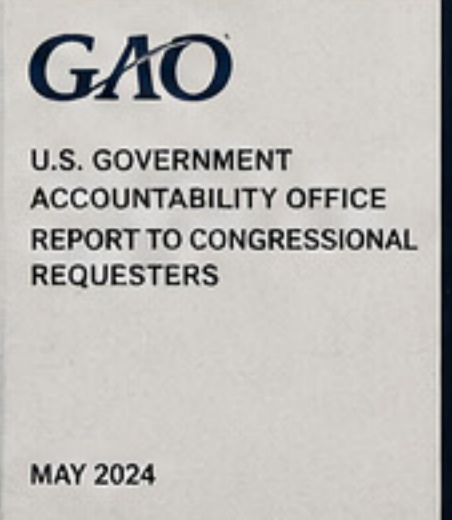 GAO
U.S. GOVERNMENT
ACCOUNTABILITY OFFICE
REPORT TO CONGRESSIONAL
REQUESTERS
MAY 2024